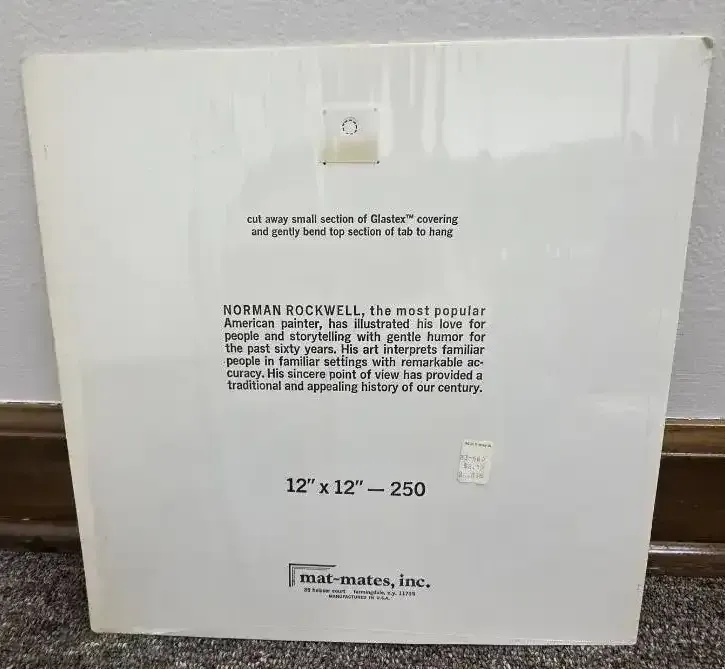 cut away small section of Glastex™ covering
and gently bend top section of tab to hang
NORMAN ROCKWELL, the most popular
American painter, has illustrated his love for
people and storytelling with gentle humor for
the past sixty years. His art interprets familiar
people in familiar settings with remarkable ac-
curacy. His sincere point of view has provided a
traditional and appealing history of our century.
12" x 12" — 250
mat-mates, inc.
court farmingdale, n.y. 11735
MANUFACTURED IN U.S.A.